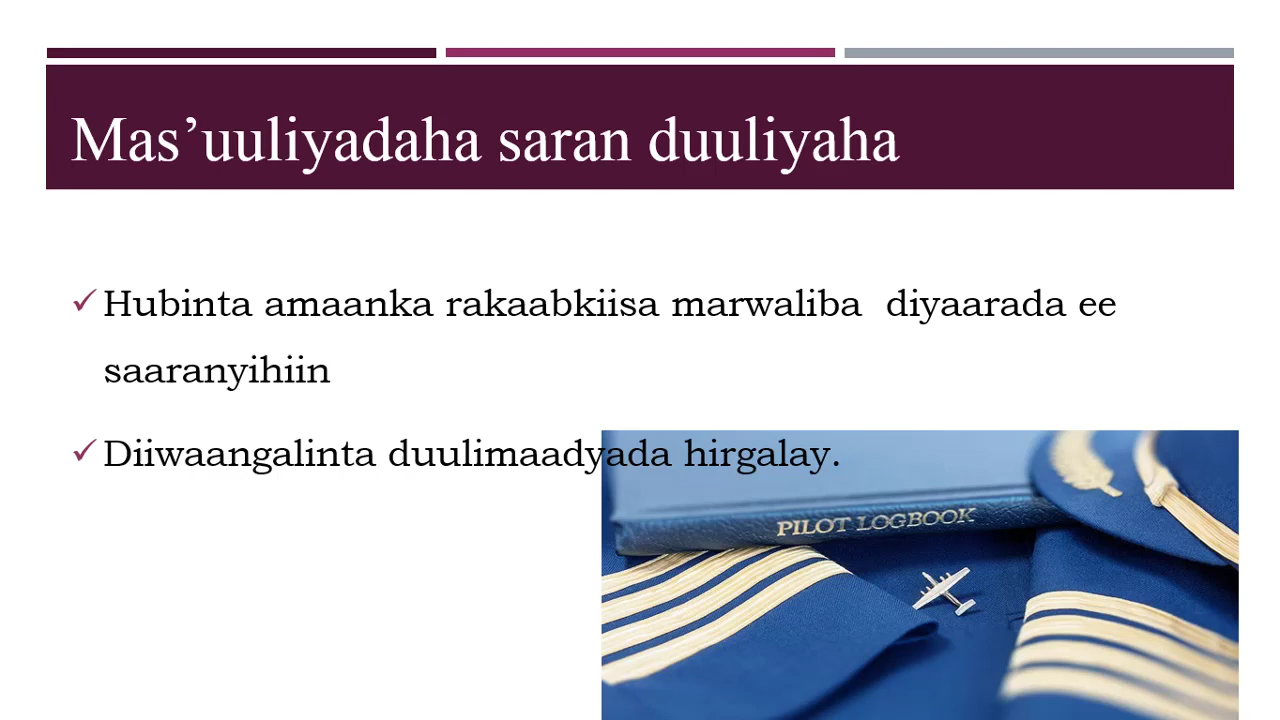 Mas’uuliyadaha saran duuliyaha
Hubinta amaanka rakaabkiisa marwaliba diyaarada ee
saaranyihiin
Diiwaangalinta duulimaadyada hirgalay.
PILOT LOGBOOK